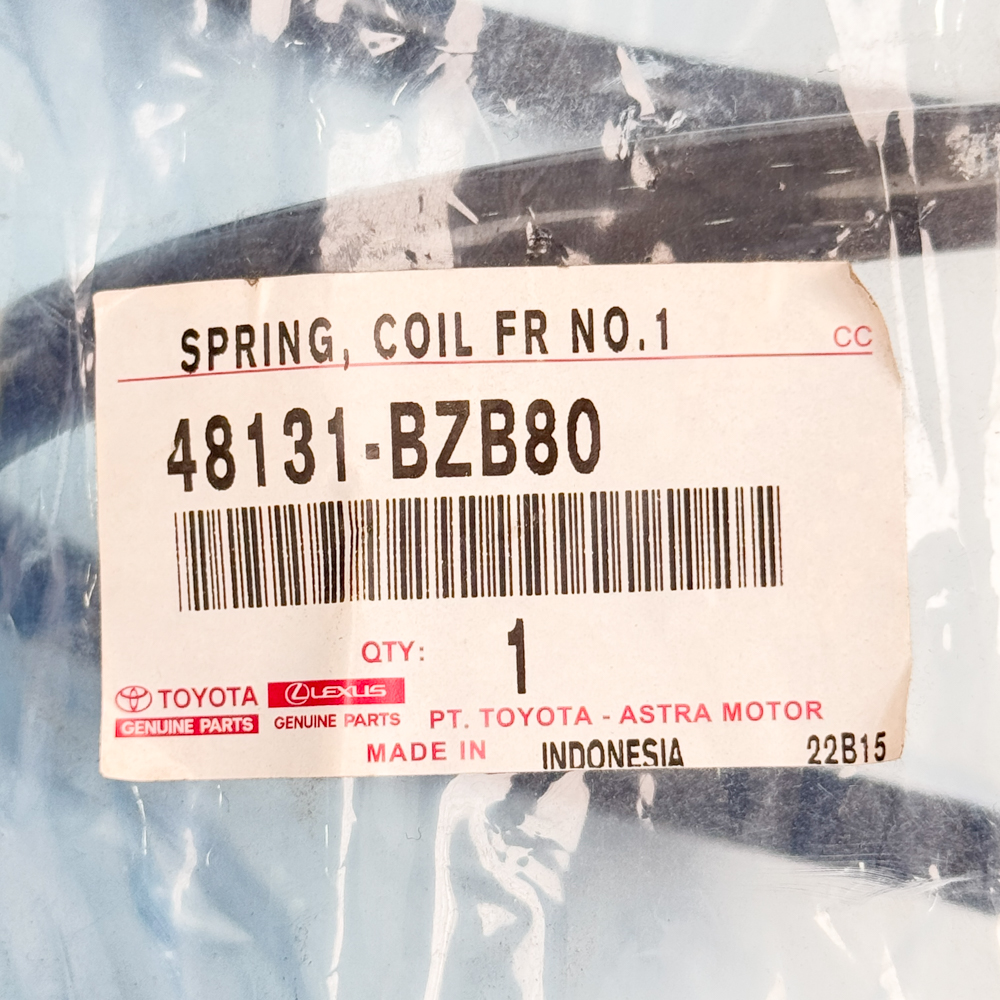 SPRING, COIL FR NO.1 CC
48131-BZB80
QTY: 1
TOYOTA LEXUS
GENUINE PARTS GENUINE PARTS PT. TOYOTA - ASTRA MOTOR
MADE IN INDONESIA 22B15